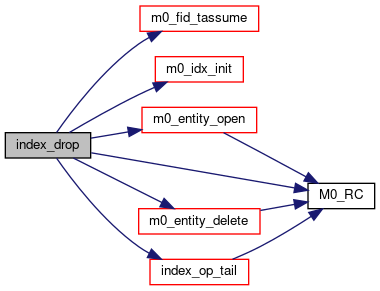 m0_fid_tassume
m0_idx_init
m0_entity_open
index_drop
M0_RC
m0_entity_delete
index_op_tail